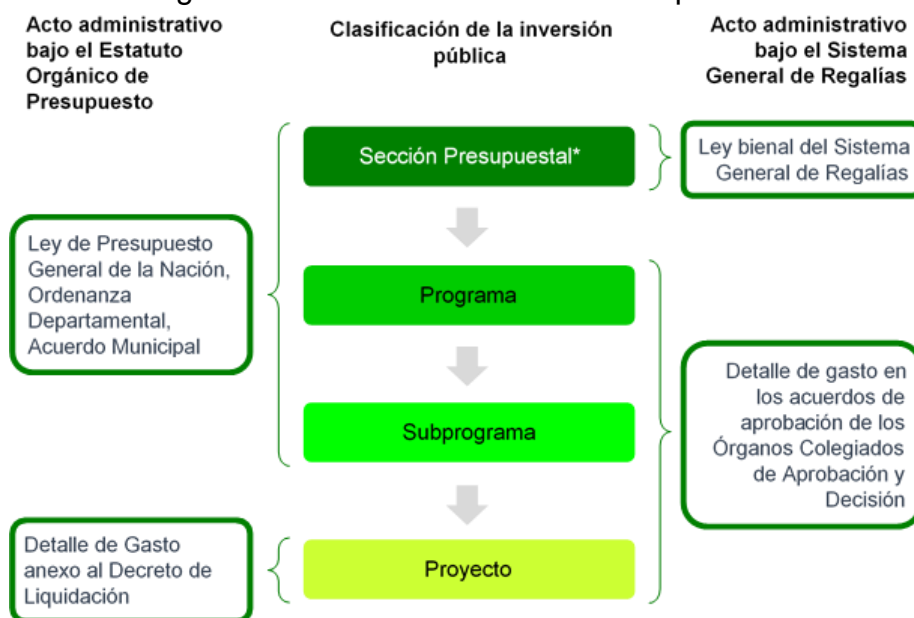 Acto administrativo
bajo el Estatuto
Orgánico de
Presupuesto
Clasificación de la inversión
pública
Acto administrativo
bajo el Sistema
General de Regalías
Sección Presupuestal*
Ley bienal del Sistema
General de Regalías
Ley de Presupuesto
General de la Nación,
Ordenanza
Departamental,
Acuerdo Municipal
Programa
Subprograma
Detalle de gasto en
los acuerdos de
aprobación de los
Órganos Colegiados
de Aprobación y
Decisión
Detalle de Gasto
anexo al Decreto de
Liquidación
Proyecto